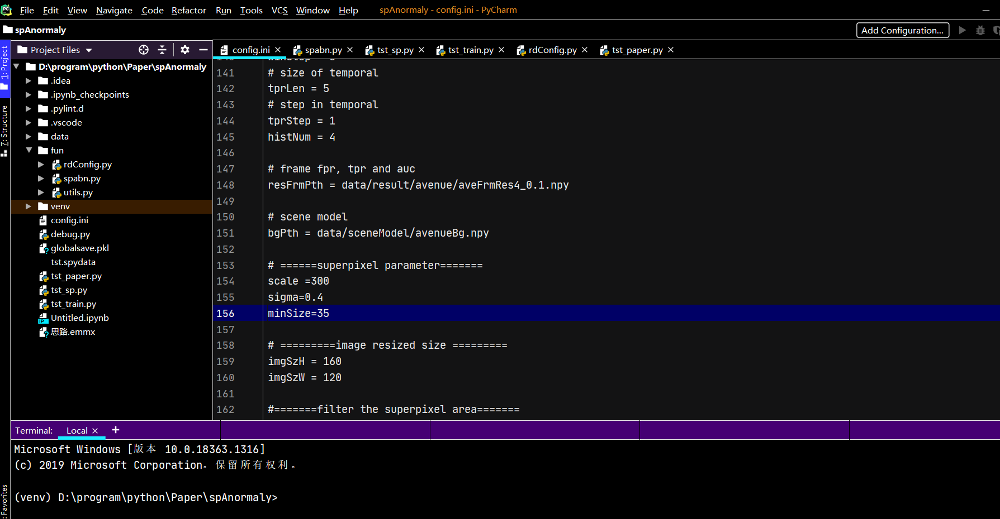 File Edit View Navigate Code Refactor Run Tools VCS Window Help spAnormaly - config.ini - PyCharm
spAnormaly Add Configuration...
1: Project
7: Structure
: Favorites
Project Files
D:\program\python\Paper\spAnormaly
.idea
.ipynb_checkpoints
.pylint.d
.vscode
data
fun
rdConfig.py
spabn.py
utils.py
venv
config.ini
debug.py
globalsave.pkl
tst.spydata
tst_paper.py
tst_sp.py
tst_train.py
Untitled.ipynb
思路.emmx
config.ini spabn.py tst_sp.py tst_train.py rdConfig.py tst_paper.py
141 # size of temporal
142 tprLen = 5
143 # step in temporal
144 tprStep = 1
145 histNum = 4
146
147 # frame fpr, tpr and auc
148 resFrmPth = data/result/avenue/aveFrmRes4_0.1.npy
149
150 # scene model
151 bgPth = data/sceneModel/avenueBg.npy
152
153 # ======superpixel parameter=======
154 scale =300
155 sigma=0.4
156 minSize=35
157
158 # =========image resized size =========
159 imgSzH = 160
160 imgSzW = 120
161
162 #=======filter the superpixel area=======
Terminal: Local +
Microsoft Windows [版本 10.0.18363.1316]
(c) 2019 Microsoft Corporation。保留所有权利。
(venv) D:\program\python\Paper\spAnormaly>